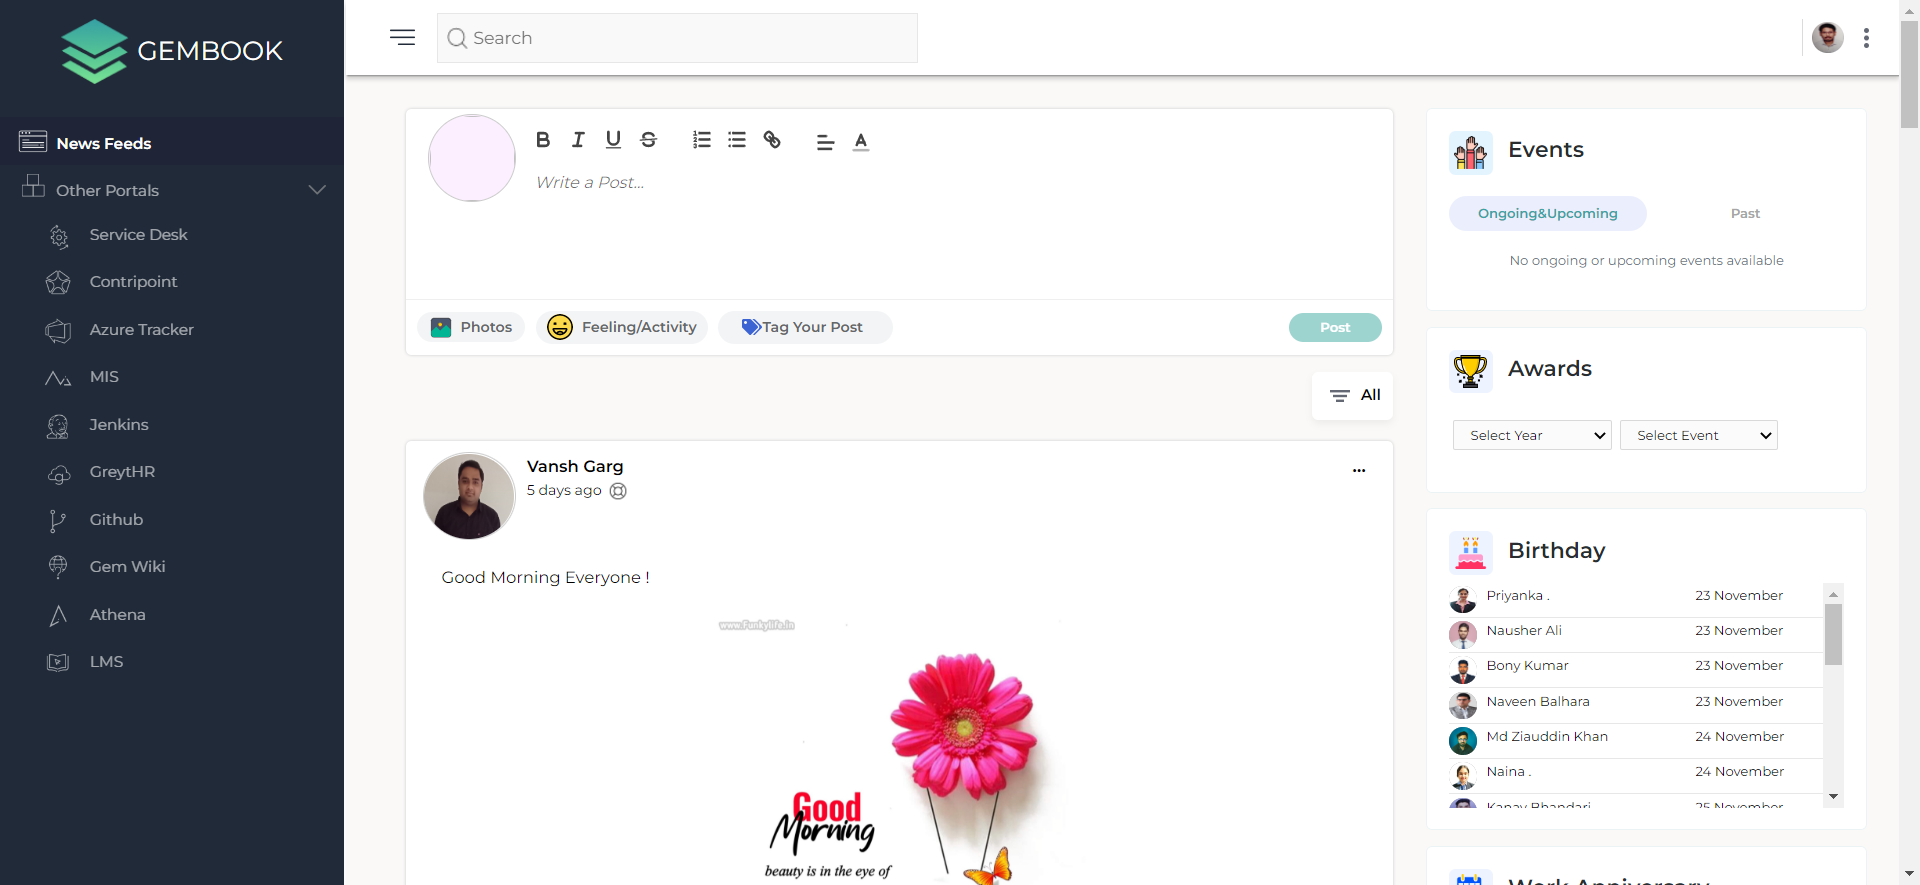 GEMBOOK
News Feeds
Other Portals
Service Desk
Contripoint
Azure Tracker
MIS
Jenkins
GreytHR
Github
Gem Wiki
Athena
LMS
Search
B I U S A
Write a Post...
Photos Feeling/Activity Tag Your Post Post
All
Vansh Garg
5 days ago
Good Morning Everyone !
www.Funkylife.in
Good
Morning
beauty is in the eye of
Events
Ongoing&Upcoming Past
No ongoing or upcoming events available
Awards
Select Year Select Event
Birthday
Priyanka . 23 November
Nausher Ali 23 November
Bony Kumar 23 November
Naveen Balhara 23 November
Md Ziauddin Khan 24 November
Naina . 24 November
Kanav Bhandari 25 November
Work Anniversary